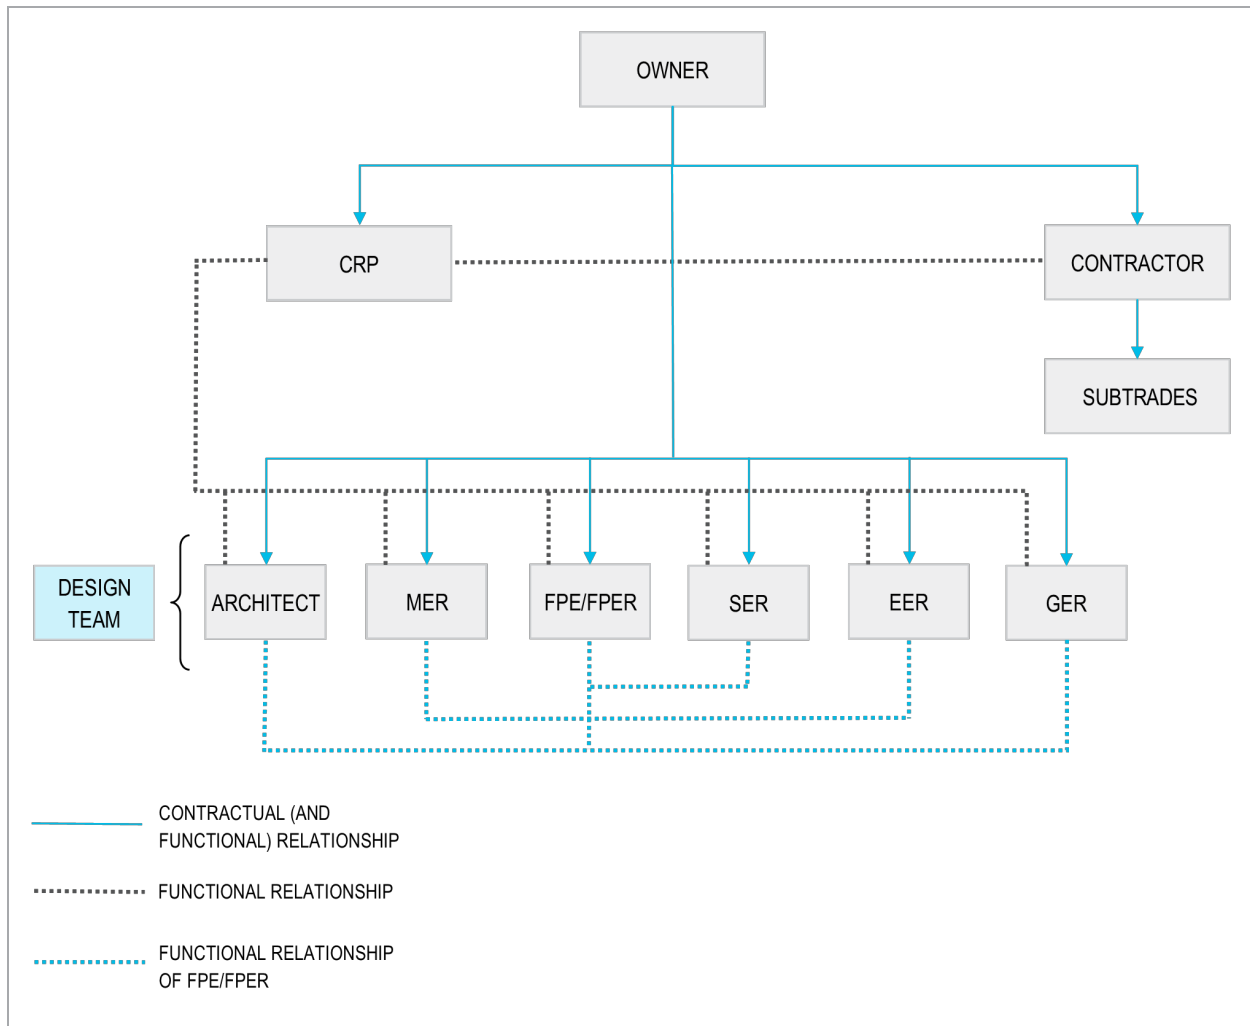 OWNER
CRP
CONTRACTOR
SUBTRADES
DESIGN
TEAM
ARCHITECT
MER
FPE/FPER
SER
EER
GER
CONTRACTUAL (AND
FUNCTIONAL) RELATIONSHIP
FUNCTIONAL RELATIONSHIP
FUNCTIONAL RELATIONSHIP
OF FPE/FPER